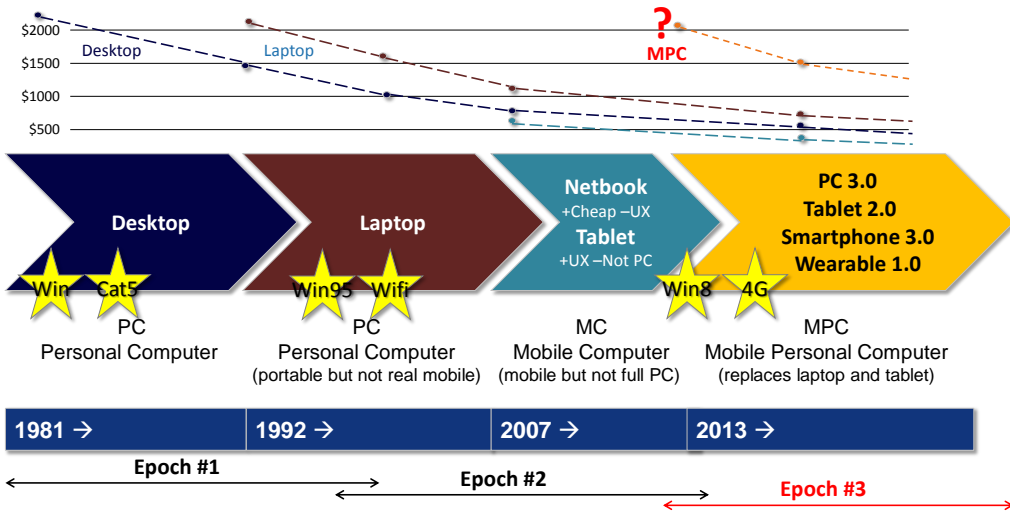 $2000
$1500
$1000
$500
Desktop
Laptop
?
MPC
Desktop
Laptop
Netbook
+Cheap –UX
Tablet
+UX –Not PC
PC 3.0
Tablet 2.0
Smartphone 3.0
Wearable 1.0
Win
Cat5
Win95
Wifi
Win8
4G
PC
Personal Computer
PC
Personal Computer
(portable but not real mobile)
MC
Mobile Computer
(mobile but not full PC)
MPC
Mobile Personal Computer
(replaces laptop and tablet)
1981 →
1992 →
2007 →
2013 →
Epoch #1
Epoch #2
Epoch #3